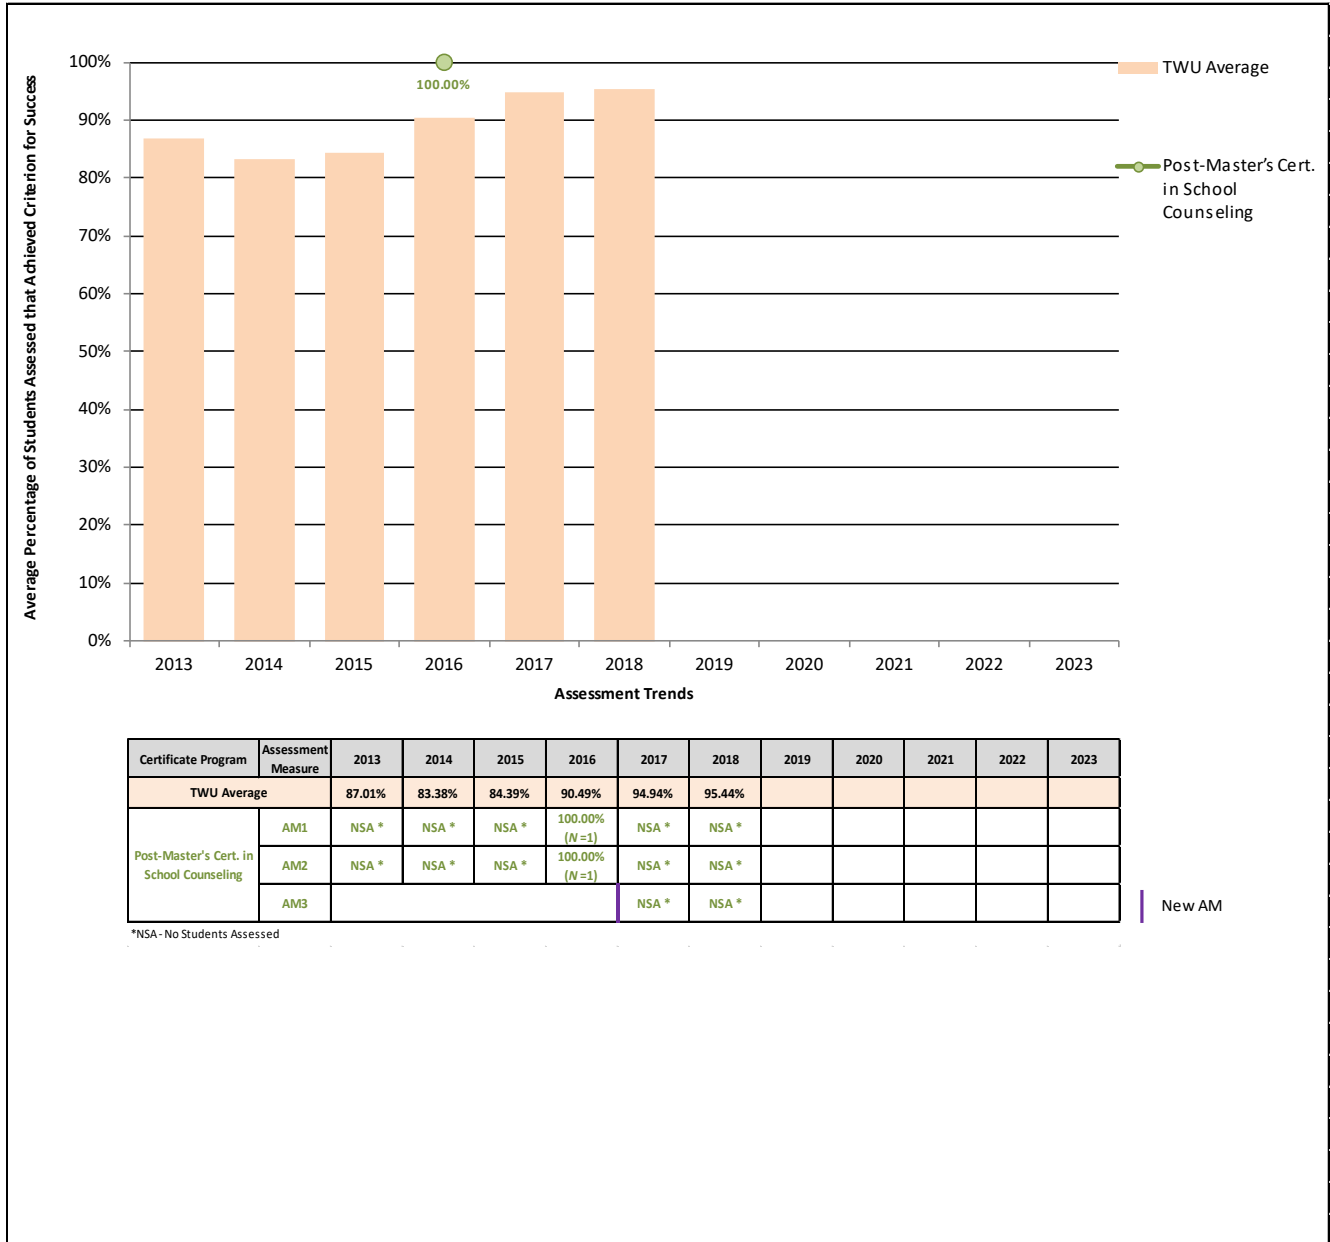 Average Percentage of Students Assessed that Achieved Criterion for Success
100%
90%
80%
70%
60%
50%
40%
30%
20%
10%
0%
100.00%
2013 2014 2015 2016 2017 2018 2019 2020 2021 2022 2023
Assessment Trends
TWU Average
Post-Master's Cert.
in School
Counseling
Certificate Program Assessment Measure 2013 2014 2015 2016 2017 2018 2019 2020 2021 2022 2023
TWU Average 87.01% 83.38% 84.39% 90.49% 94.94% 95.44%
Post-Master's Cert. in
School Counseling
AM1 NSA * NSA * NSA * 100.00% (N=1) NSA * NSA *
AM2 NSA * NSA * NSA * 100.00% (N=1) NSA * NSA *
AM3 NSA * NSA *
New AM
*NSA - No Students Assessed